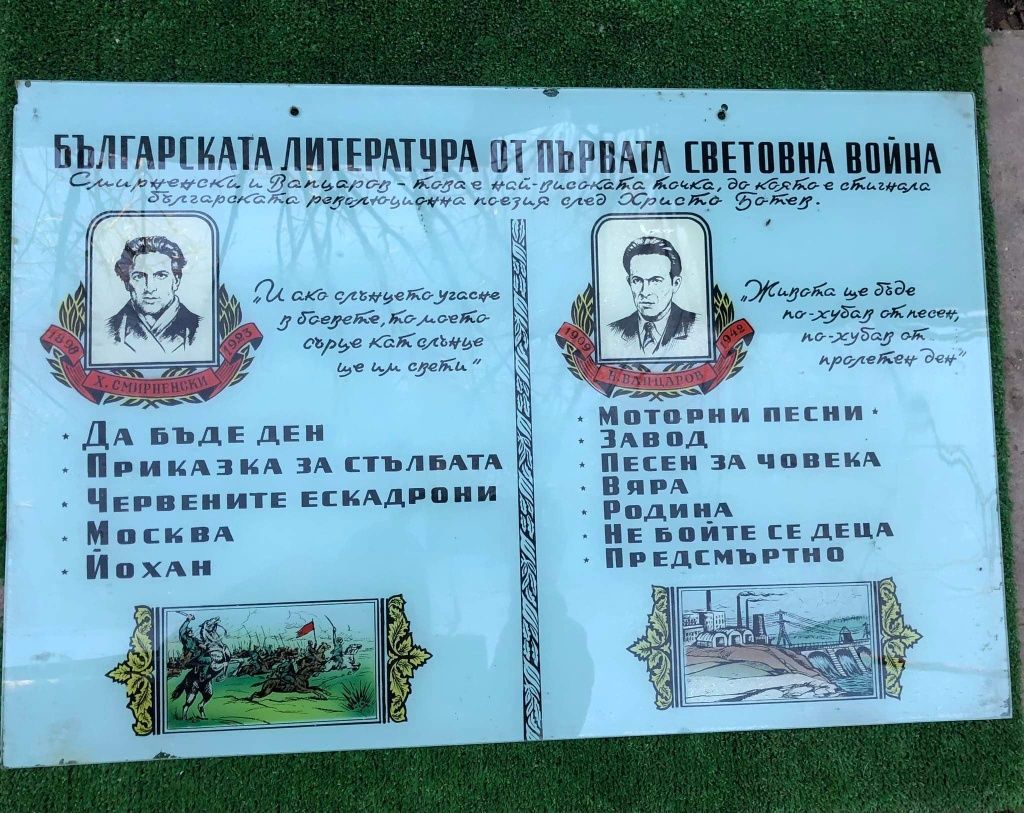 БЪЛГАРСКАТА ЛИТЕРАТУРА ОТ ПЪРВАТА СВЕТОВНА ВОЙНА
Смирненски и Вапцаров - това е най-високата точка, до която е стигнала
българската революционна поезия след Христо Ботев.
1898 1923
Х. СМИРНЕНСКИ
„И ако слънцето угасне
в боевете, то моето
сърце кат слънце
ще им свети"
• ДА БЪДЕ ДЕН
• ПРИКАЗКА ЗА СТЪЛБАТА
• ЧЕРВЕНИТЕ ЕСКАДРОНИ
• МОСКВА
• ЙОХАН
1909 1942
Н. ВАПЦАРОВ
„Живота ще бъде
по-хубав от песен,
по-хубав от
пролетен ден"
• МОТОРНИ ПЕСНИ •
• ЗАВОД
• ПЕСЕН ЗА ЧОВЕКА
• ВЯРА
• РОДИНА
• НЕ БОЙТЕ СЕ ДЕЦА
• ПРЕДСМЪРТНО